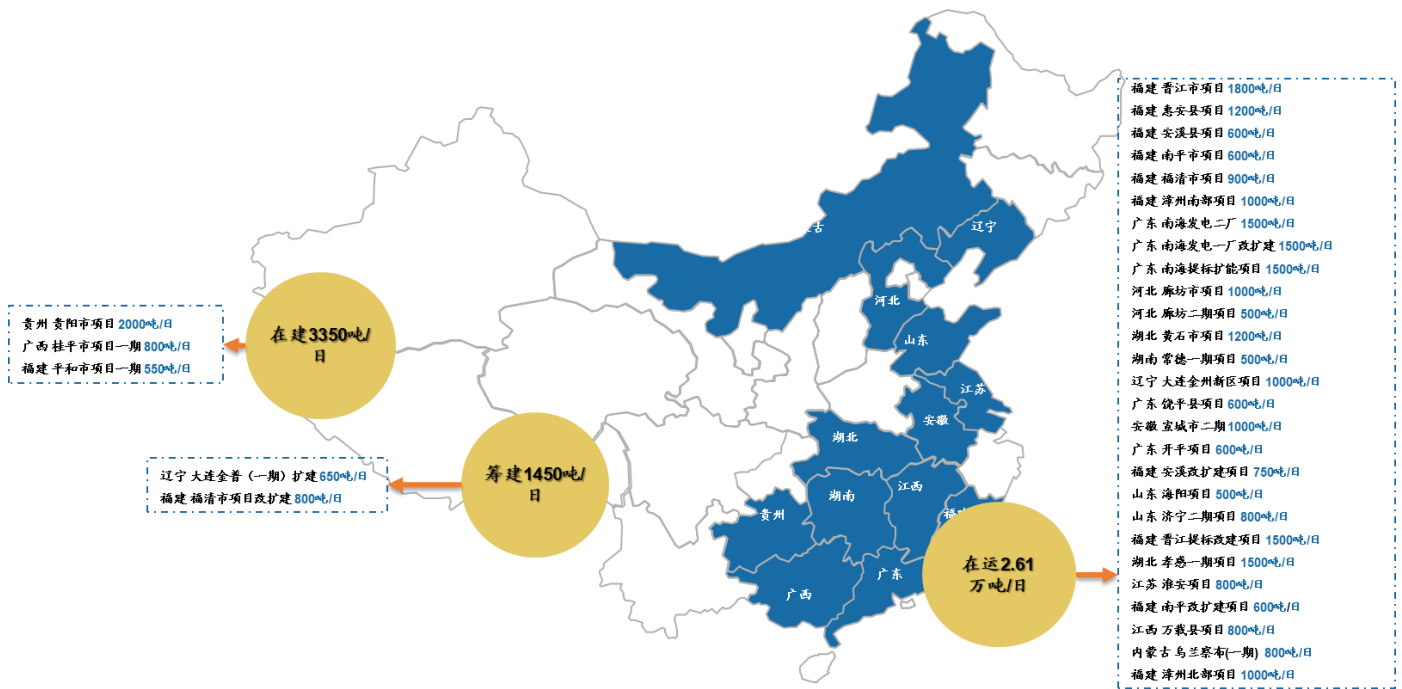 贵州 贵阳市项目 2000吨/日
广西 桂平市项目一期 800吨/日
福建 平和市项目一期 550吨/日
在建3350吨/
日
辽宁 大连金普（一期）扩建 650吨/日
福建 福清市项目改扩建 800吨/日
筹建1450吨/
日
古
辽宁
河北
山东
江苏
安徽
湖北
湖南
江西
贵州
福建
广东
广西
在运2.61
万吨/日
福建 晋江市项目 1800吨/日
福建 惠安县项目 1200吨/日
福建 安溪县项目 600吨/日
福建 南平市项目 600吨/日
福建 福清市项目 900吨/日
福建 漳州南部项目 1000吨/日
广东 南海发电二厂 1500吨/日
广东 南海发电一厂改扩建 1500吨/日
广东 南海提标扩能项目 1500吨/日
河北 廊坊市项目 1000吨/日
河北 廊坊二期项目 500吨/日
湖北 黄石市项目 1200吨/日
湖南 常德一期项目 500吨/日
辽宁 大连金州新区项目 1000吨/日
广东 饶平县项目 600吨/日
安徽 宣城市二期 1000吨/日
广东 开平项目 600吨/日
福建 安溪改扩建项目 750吨/日
山东 海阳项目 500吨/日
山东 济宁二期项目 800吨/日
福建 晋江提标改建项目 1500吨/日
湖北 孝感一期项目 1500吨/日
江苏 淮安项目 800吨/日
福建 南平改扩建项目 600吨/日
江西 万载县项目 800吨/日
内蒙古 乌兰察布(一期) 800吨/日
福建 漳州北部项目 1000吨/日